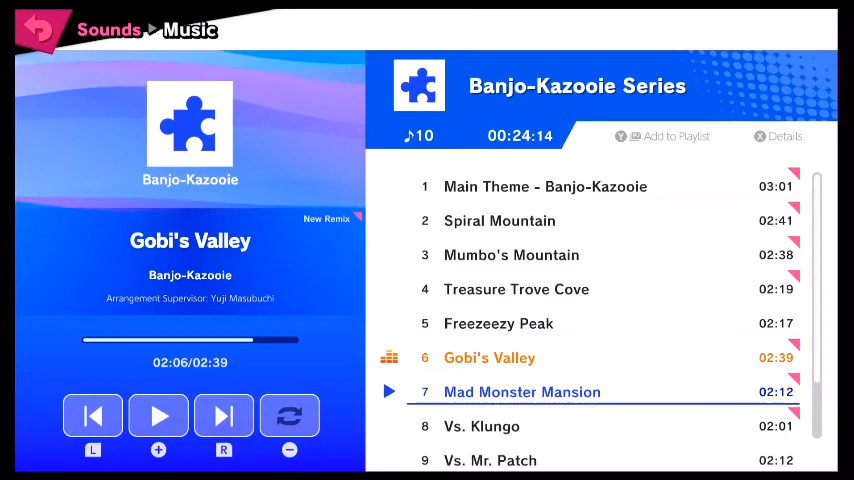 Sounds ▶ Music
Banjo-Kazooie
New Remix
Gobi's Valley
Banjo-Kazooie
Arrangement Supervisor: Yuji Masubuchi
02:06/02:39
L + R −
Banjo-Kazooie Series
♪10 00:24:14 Y Add to Playlist X Details
1 Main Theme - Banjo-Kazooie 03:01
2 Spiral Mountain 02:41
3 Mumbo's Mountain 02:38
4 Treasure Trove Cove 02:19
5 Freezeezy Peak 02:17
6 Gobi's Valley 02:39
7 Mad Monster Mansion 02:12
8 Vs. Klungo 02:01
9 Vs. Mr. Patch 02:12